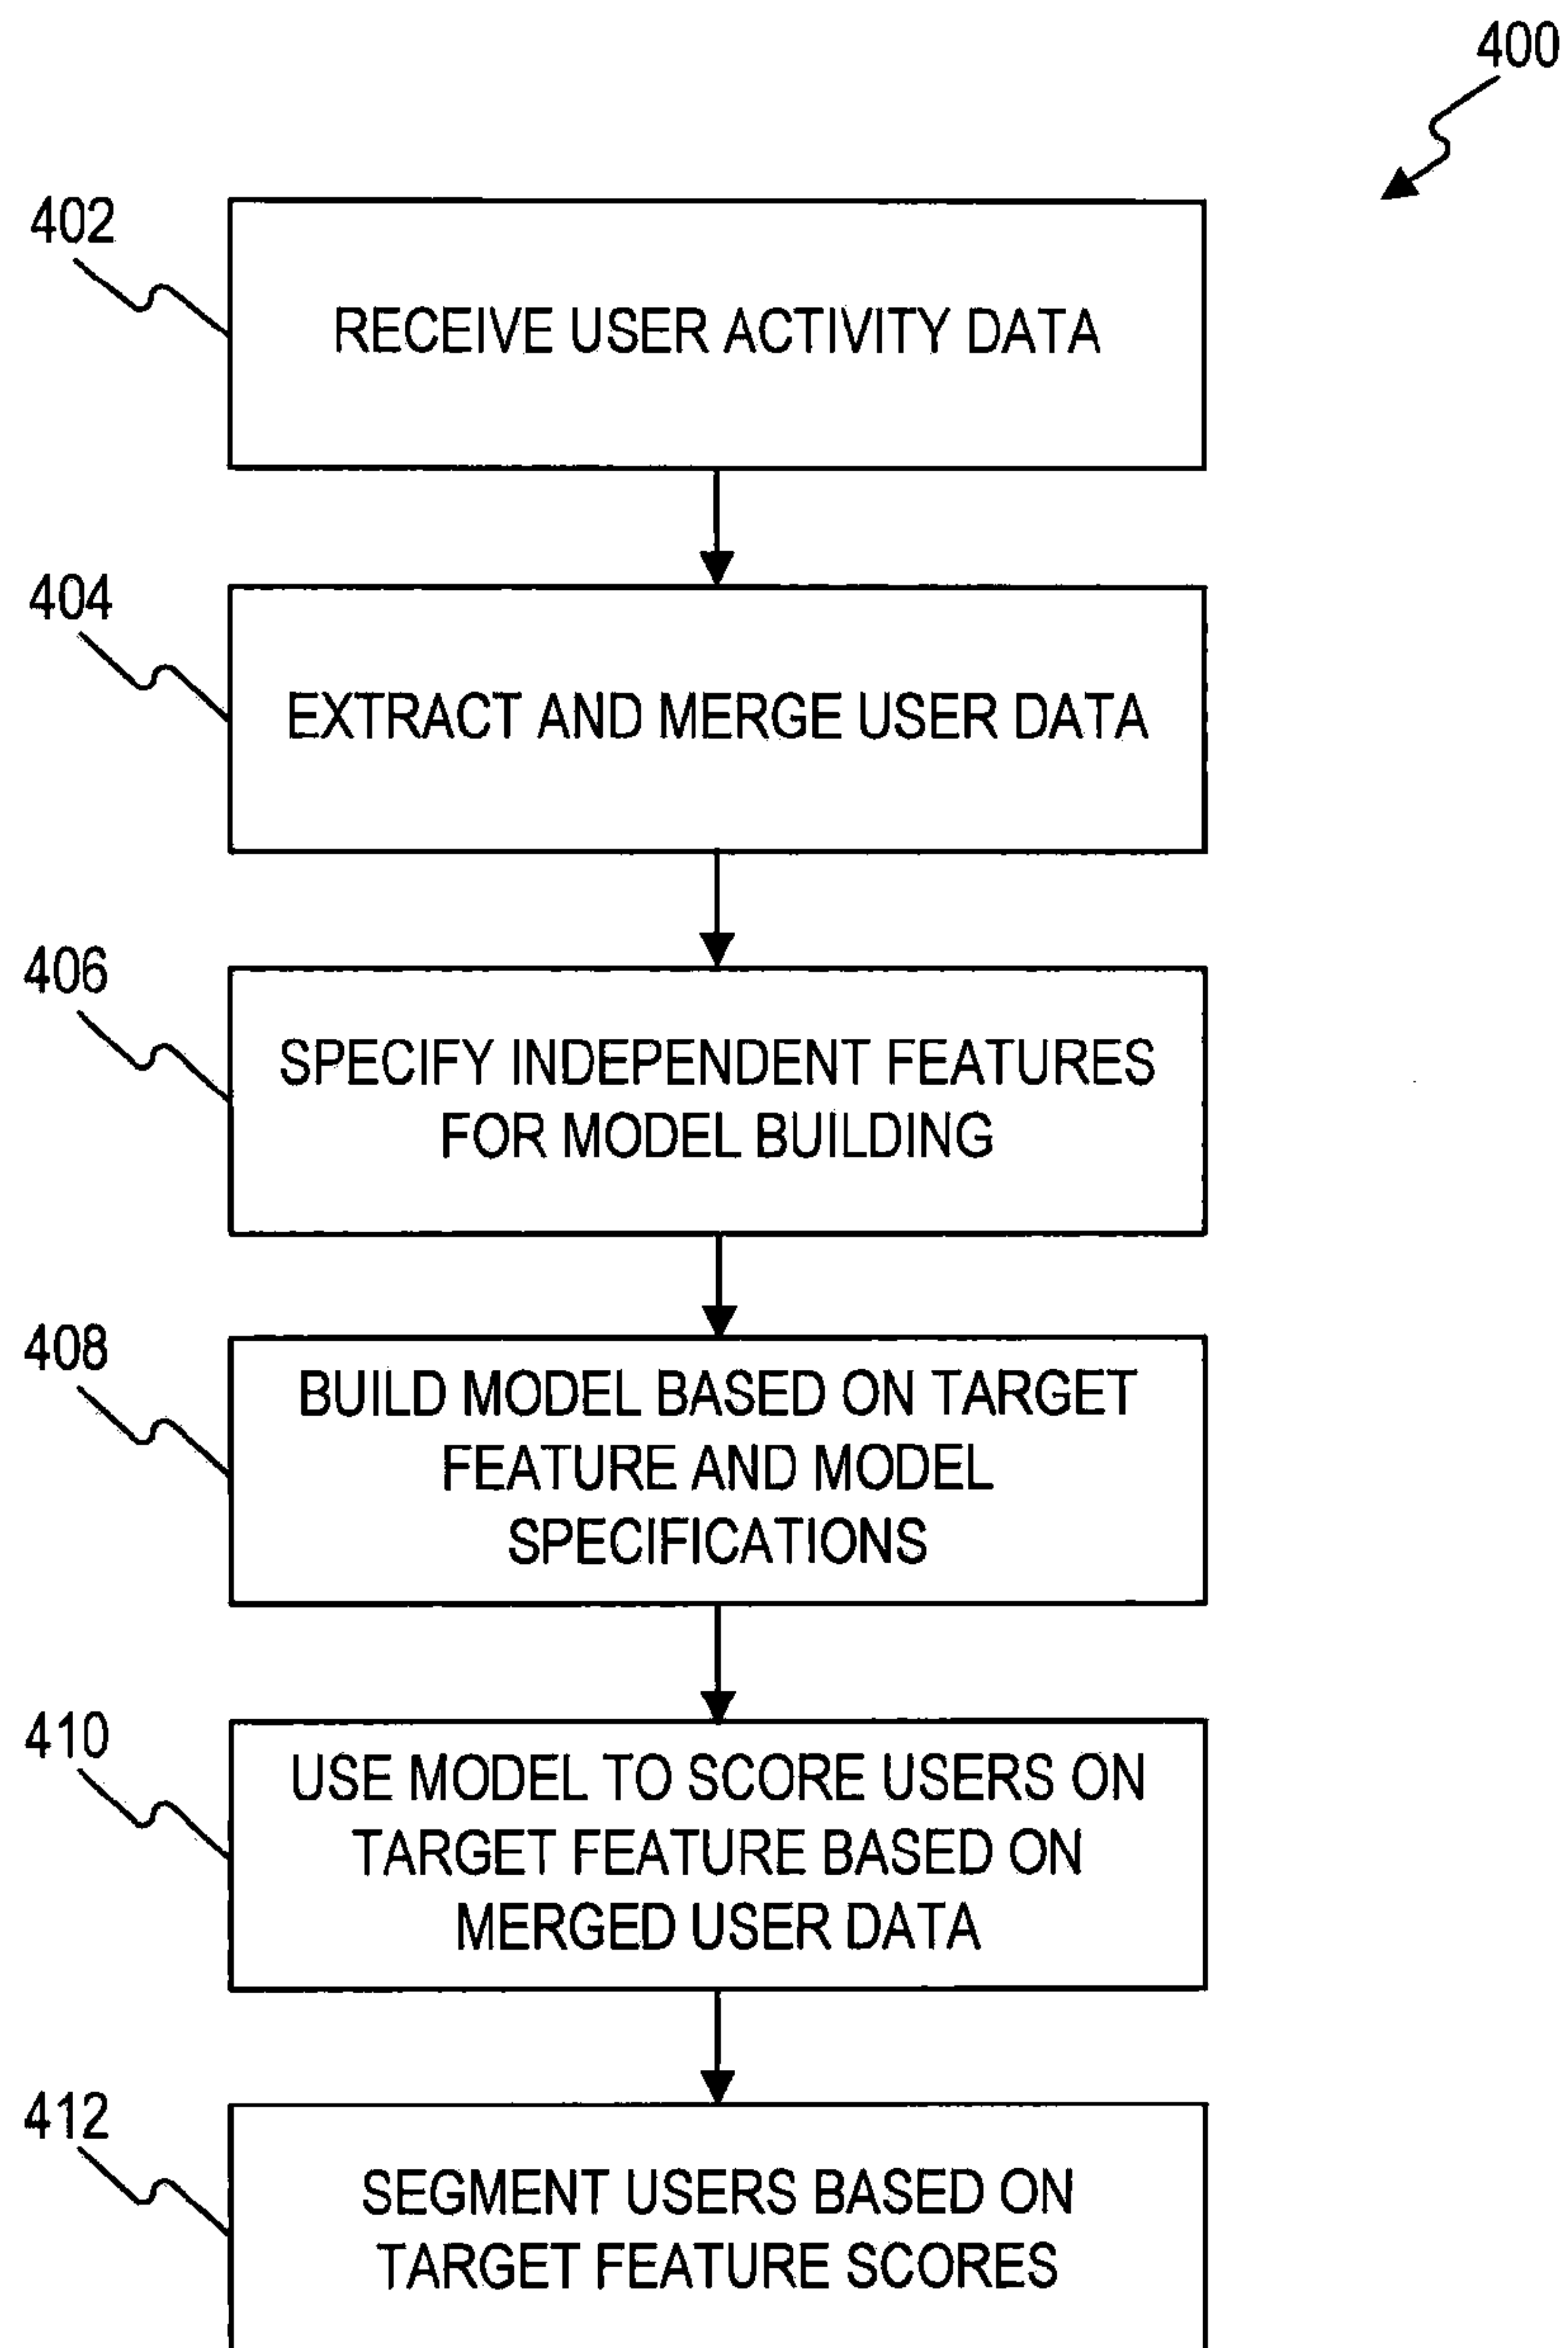 400
402
RECEIVE USER ACTIVITY DATA
404
EXTRACT AND MERGE USER DATA
406
SPECIFY INDEPENDENT FEATURES
FOR MODEL BUILDING
408
BUILD MODEL BASED ON TARGET
FEATURE AND MODEL
SPECIFICATIONS
410
USE MODEL TO SCORE USERS ON
TARGET FEATURE BASED ON
MERGED USER DATA
412
SEGMENT USERS BASED ON
TARGET FEATURE SCORES